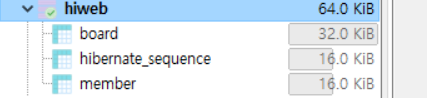 hiweb 64.0 KiB
board 32.0 KiB
hibernate_sequence 16.0 KiB
member 16.0 KiB